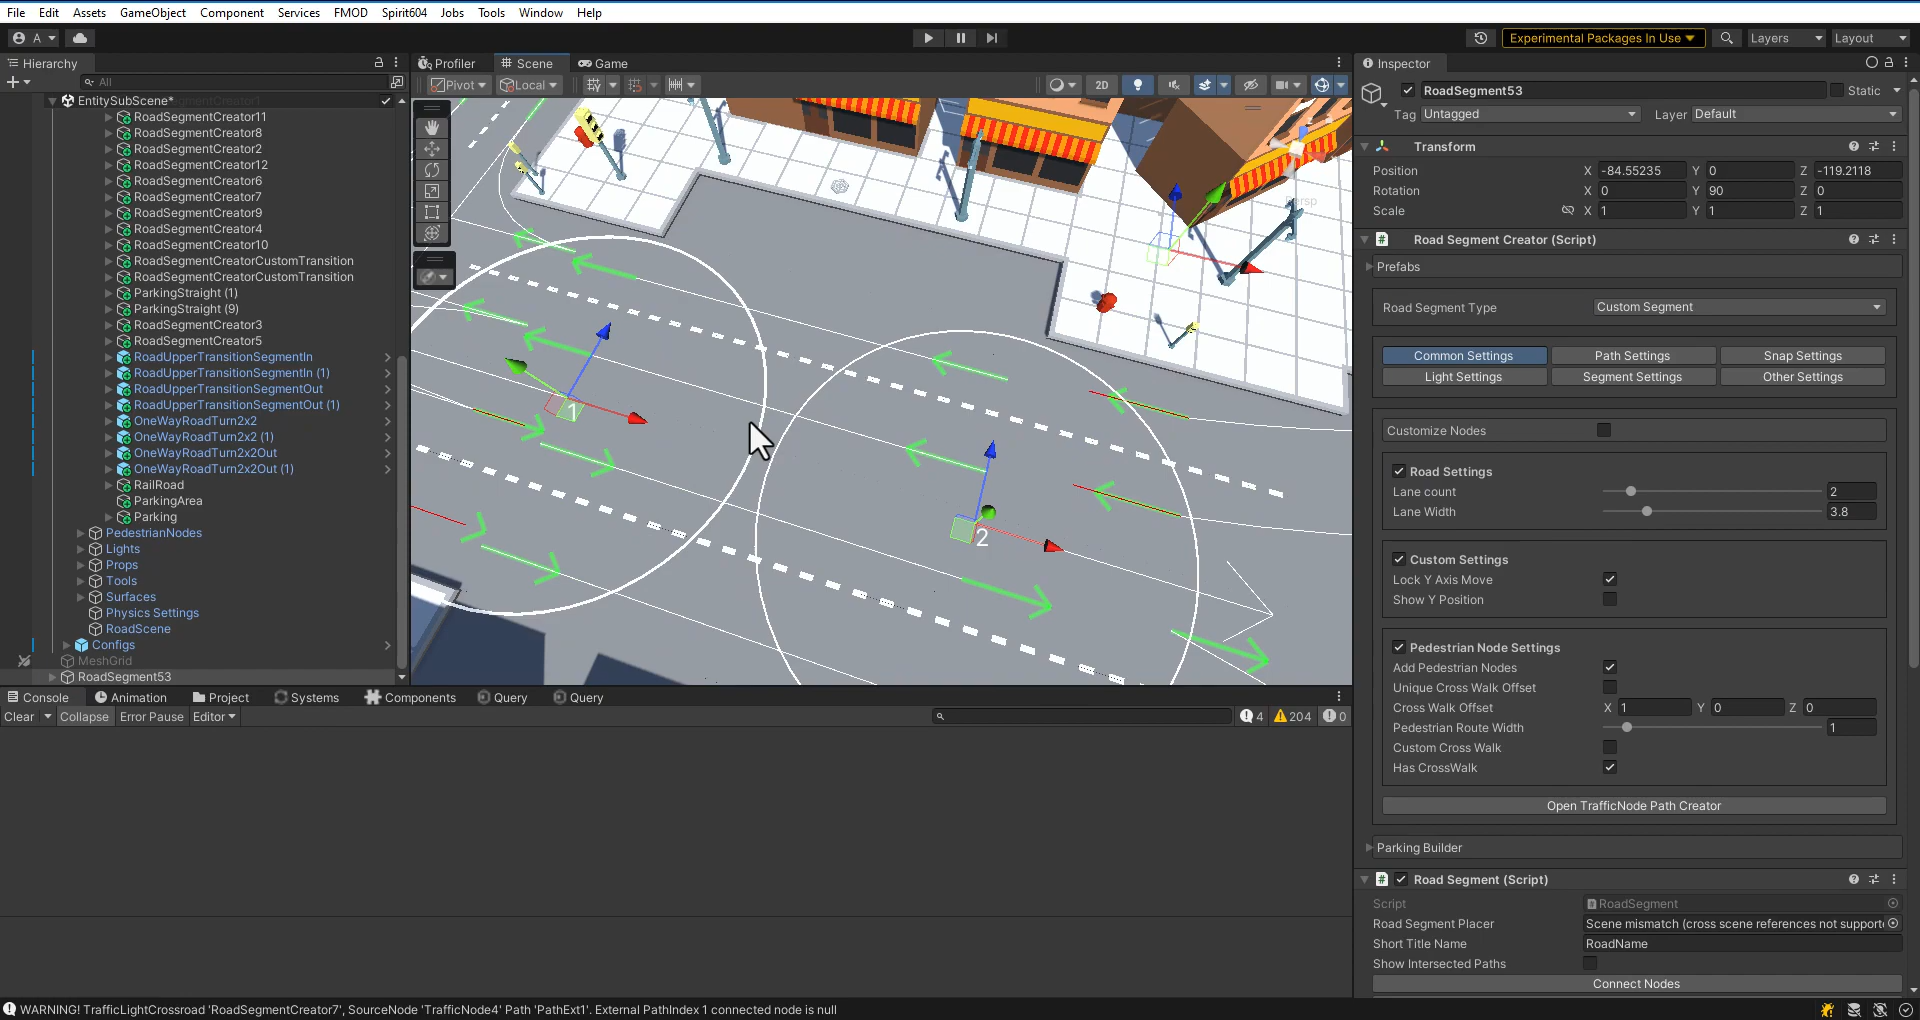 File Edit Assets GameObject Component Services FMOD Spirit604 Jobs Tools Window Help
A Experimental Packages In Use Layers Layout
Hierarchy Profiler Scene Game Inspector
All Pivot Local 2D RoadSegment53 Static
Tag Untagged Layer Default
EntitySubScene*
RoadSegmentCreator11
RoadSegmentCreator8
RoadSegmentCreator2
RoadSegmentCreator12
RoadSegmentCreator6
RoadSegmentCreator7
RoadSegmentCreator9
RoadSegmentCreator4
RoadSegmentCreator10
RoadSegmentCreatorCustomTransition
RoadSegmentCreatorCustomTransition
ParkingStraight (1)
ParkingStraight (9)
RoadSegmentCreator3
RoadSegmentCreator5
RoadUpperTransitionSegmentIn
RoadUpperTransitionSegmentIn (1)
RoadUpperTransitionSegmentOut
RoadUpperTransitionSegmentOut (1)
OneWayRoadTurn2x2
OneWayRoadTurn2x2 (1)
OneWayRoadTurn2x2Out
OneWayRoadTurn2x2Out (1)
RailRoad
ParkingArea
Parking
PedestrianNodes
Lights
Props
Tools
Surfaces
Physics Settings
RoadScene
Configs
MeshGrid
RoadSegment53
Persp
1
2
Transform
Position X -84.55235 Y 0 Z -119.2118
Rotation X 0 Y 90 Z 0
Scale X 1 Y 1 Z 1
# Road Segment Creator (Script)
Prefabs
Road Segment Type Custom Segment
Common Settings Path Settings Snap Settings
Light Settings Segment Settings Other Settings
Customize Nodes
Road Settings
Lane count 2
Lane Width 3.8
Custom Settings
Lock Y Axis Move
Show Y Position
Pedestrian Node Settings
Add Pedestrian Nodes
Unique Cross Walk Offset
Cross Walk Offset X 1 Y 0 Z 0
Pedestrian Route Width 1
Custom Cross Walk
Has CrossWalk
Open TrafficNode Path Creator
Parking Builder
# Road Segment (Script)
Script RoadSegment
Road Segment Placer Scene mismatch (cross scene references not support
Short Title Name RoadName
Show Intersected Paths
Connect Nodes
Console Animation Project Systems Components Query Query
Clear Collapse Error Pause Editor 4 204 0
WARNING! TrafficLightCrossroad 'RoadSegmentCreator7', SourceNode 'TrafficNode4' Path 'PathExt1'. External PathIndex 1 connected node is null